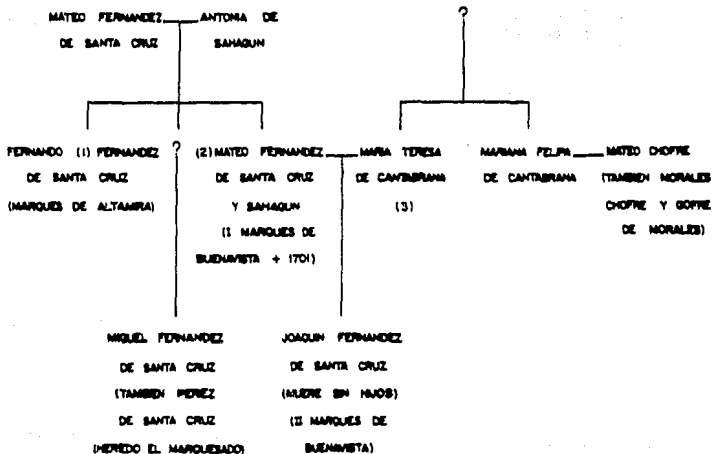 MATEO FERNANDEZ ANTONIA DE
DE SANTA CRUZ SAHAGUN
?
FERNANDO (1) FERNANDEZ
DE SANTA CRUZ
(MARQUES DE ALTAMIRA)
?
(2) MATEO FERNANDEZ
DE SANTA CRUZ
Y SAHAGUN
(I MARQUES DE
BUENAVISTA + 1701)
MARIA TERESA
DE CANTABRANA
(3)
MARIANA FELIPA
DE CANTABRANA
MATEO CHOFRE
(TAMBIEN MORALES
CHOFRE Y GOFRE
DE MORALES)
MIGUEL FERNANDEZ
DE SANTA CRUZ
(TAMBIEN PEREZ
DE SANTA CRUZ
(HEREDO EL MARQUESADO)
JOAQUIN FERNANDEZ
DE SANTA CRUZ
(MUERE SIN HIJOS)
(II MARQUES DE
BUENAVISTA)